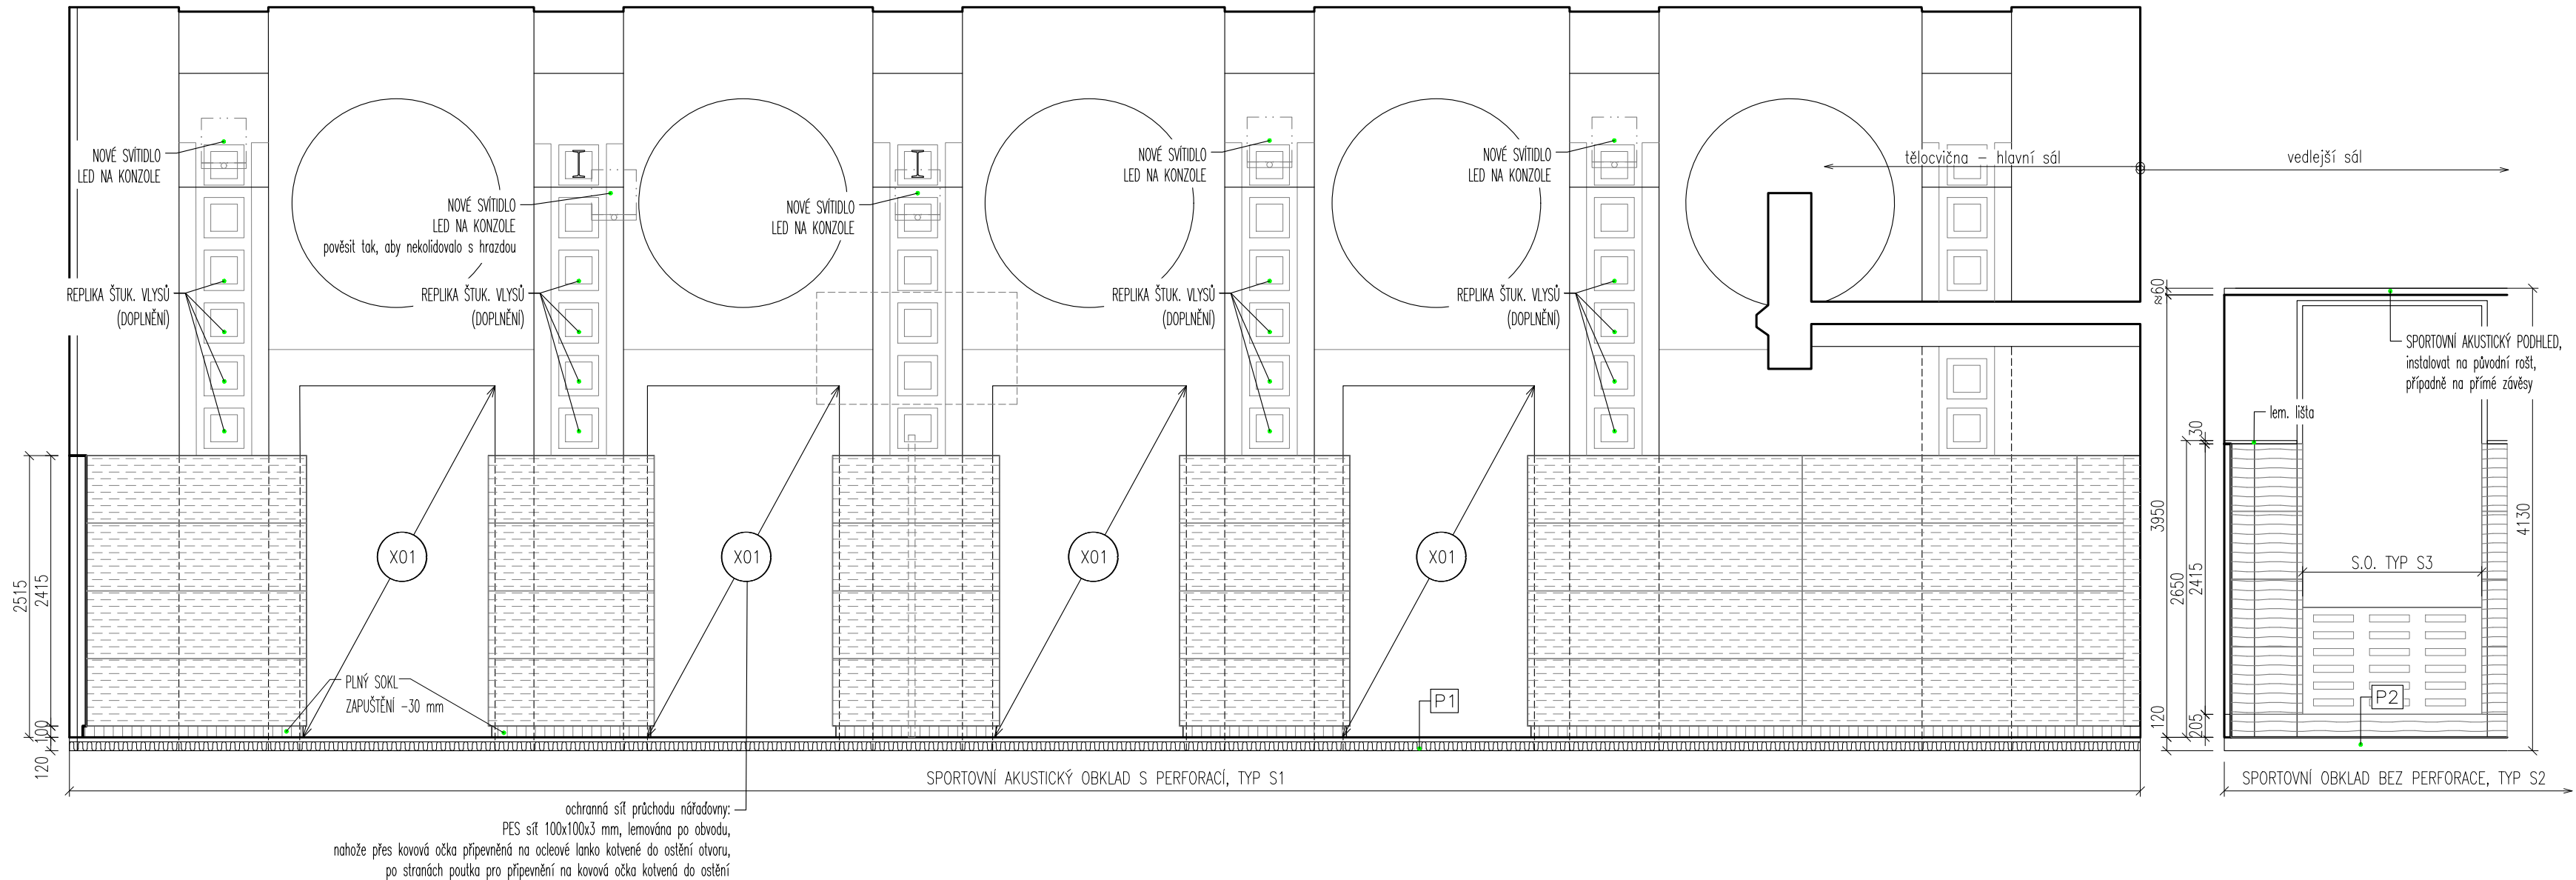 NOVÉ SVÍTIDLO
LED NA KONZOLE
NOVÉ SVÍTIDLO
LED NA KONZOLE
pověsit tak, aby nekolidovalo s hrazdou
NOVÉ SVÍTIDLO
LED NA KONZOLE
NOVÉ SVÍTIDLO
LED NA KONZOLE
NOVÉ SVÍTIDLO
LED NA KONZOLE
tělocvična – hlavní sál
vedlejší sál
REPLIKA ŠTUK. VLYSŮ
(DOPLNĚNÍ)
REPLIKA ŠTUK. VLYSŮ
(DOPLNĚNÍ)
REPLIKA ŠTUK. VLYSŮ
(DOPLNĚNÍ)
REPLIKA ŠTUK. VLYSŮ
(DOPLNĚNÍ)
≈60
SPORTOVNÍ AKUSTICKÝ PODHLED,
instalovat na původní rošt,
případně na přímé závěsy
lem. lišta
30
3950
4130
2650
2415
S.O. TYP S3
2515
2415
X01
X01
X01
X01
PLNÝ SOKL
ZAPUŠTĚNÍ -30 mm
P1
P2
100
120
120
205
SPORTOVNÍ AKUSTICKÝ OBKLAD S PERFORACÍ, TYP S1
SPORTOVNÍ OBKLAD BEZ PERFORACE, TYP S2
ochranná síť průchodu nářaďovny:
PES síť 100x100x3 mm, lemována po obvodu,
nahože přes kovová očka připevněná na ocleové lanko kotvené do ostění otvoru,
po stranách poutka pro připevnění na kovová očka kotvená do ostění